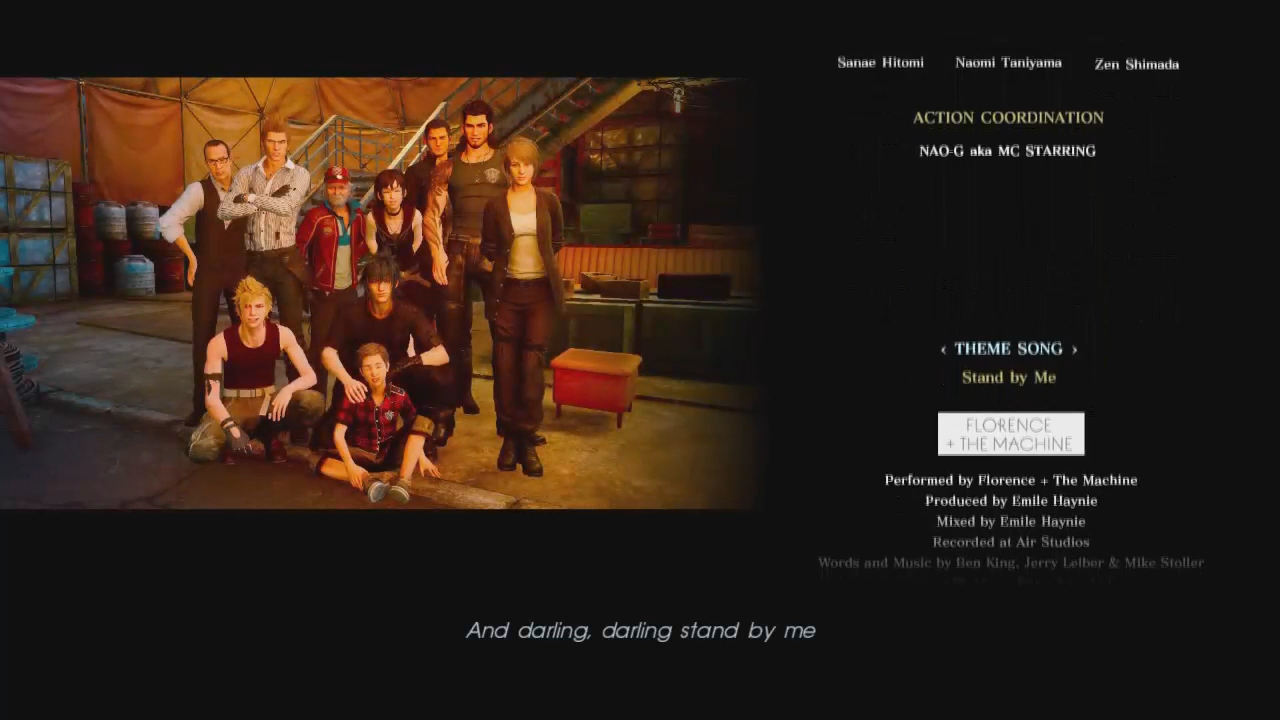 Sanae Hitomi Naomi Taniyama Zen Shimada
ACTION COORDINATION
NAO-G aka MC STARRING
‹ THEME SONG ›
Stand by Me
FLORENCE
+ THE MACHINE
Performed by Florence + The Machine
Produced by Emile Haynie
Mixed by Emile Haynie
Recorded at Air Studios
Words and Music by Ben King, Jerry Leiber & Mike Stoller
And darling, darling stand by me